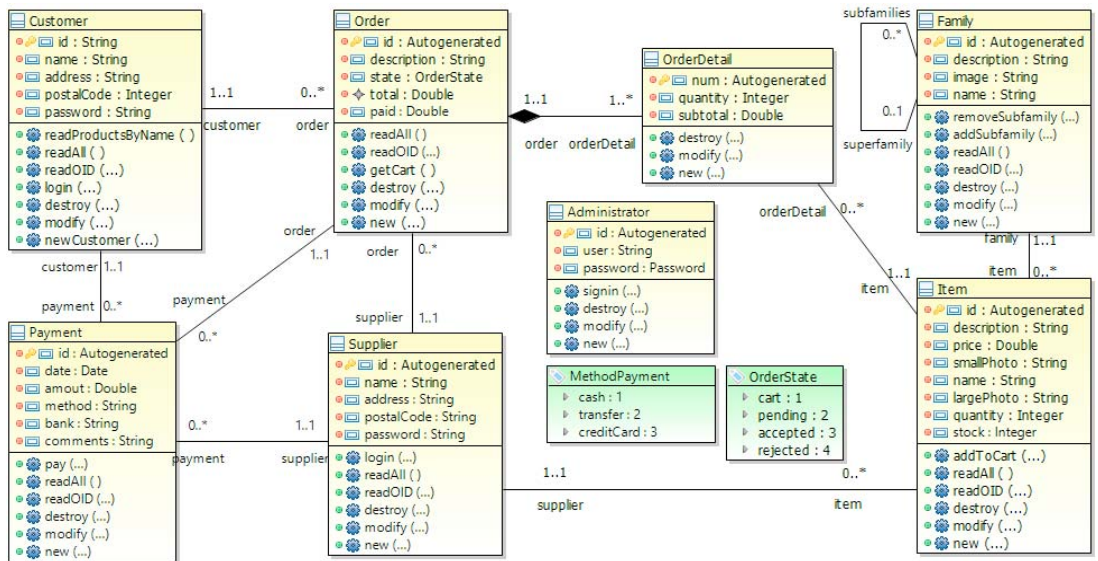 Customer
id : String
name : String
address : String
postalCode : Integer
password : String
readProductsByName ( )
readAll ( )
readOID (...)
login (...)
destroy (...)
modify (...)
newCustomer (...)
1..1
0..*
customer
order
Order
id : Autogenerated
description : String
state : OrderState
total : Double
paid : Double
readAll ( )
readOID (...)
getCart ( )
destroy (...)
modify (...)
new (...)
1..1
1..*
order
orderDetail
OrderDetail
num : Autogenerated
quantity : Integer
subtotal : Double
destroy (...)
modify (...)
new (...)
subfamilies
0..*
0..1
superfamily
Family
id : Autogenerated
description : String
image : String
name : String
removeSubfamily (...)
addSubfamily (...)
readAll ( )
readOID (...)
destroy (...)
modify (...)
new (...)
customer
1..1
payment
0..*
order
1..1
payment
0..*
order
0..*
supplier
1..1
orderDetail
0..*
1..1
item
family
1..1
item
0..*
Administrator
id : Autogenerated
user : String
password : Password
signin (...)
destroy (...)
modify (...)
new (...)
Payment
id : Autogenerated
date : Date
amout : Double
method : String
bank : String
comments : String
pay (...)
readAll ( )
readOID (...)
destroy (...)
modify (...)
new (...)
0..*
1..1
payment
supplier
Supplier
id : Autogenerated
name : String
address : String
postalCode : String
password : String
login (...)
readAll ( )
readOID (...)
destroy (...)
modify (...)
new (...)
MethodPayment
cash : 1
transfer : 2
creditCard : 3
OrderState
cart : 1
pending : 2
accepted : 3
rejected : 4
1..1
0..*
supplier
item
Item
id : Autogenerated
description : String
price : Double
smallPhoto : String
name : String
largePhoto : String
quantity : Integer
stock : Integer
addToCart (...)
readAll ( )
readOID (...)
destroy (...)
modify (...)
new (...)